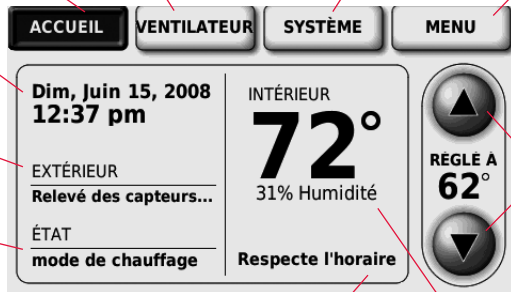 ACCUEIL
VENTILATEUR
SYSTÈME
MENU
Dim, Juin 15, 2008
12:37 pm
EXTÉRIEUR
Relevé des capteurs...
ÉTAT
mode de chauffage
INTÉRIEUR
72°
31% Humidité
Respecte l'horaire
RÉGLÉ À
62°